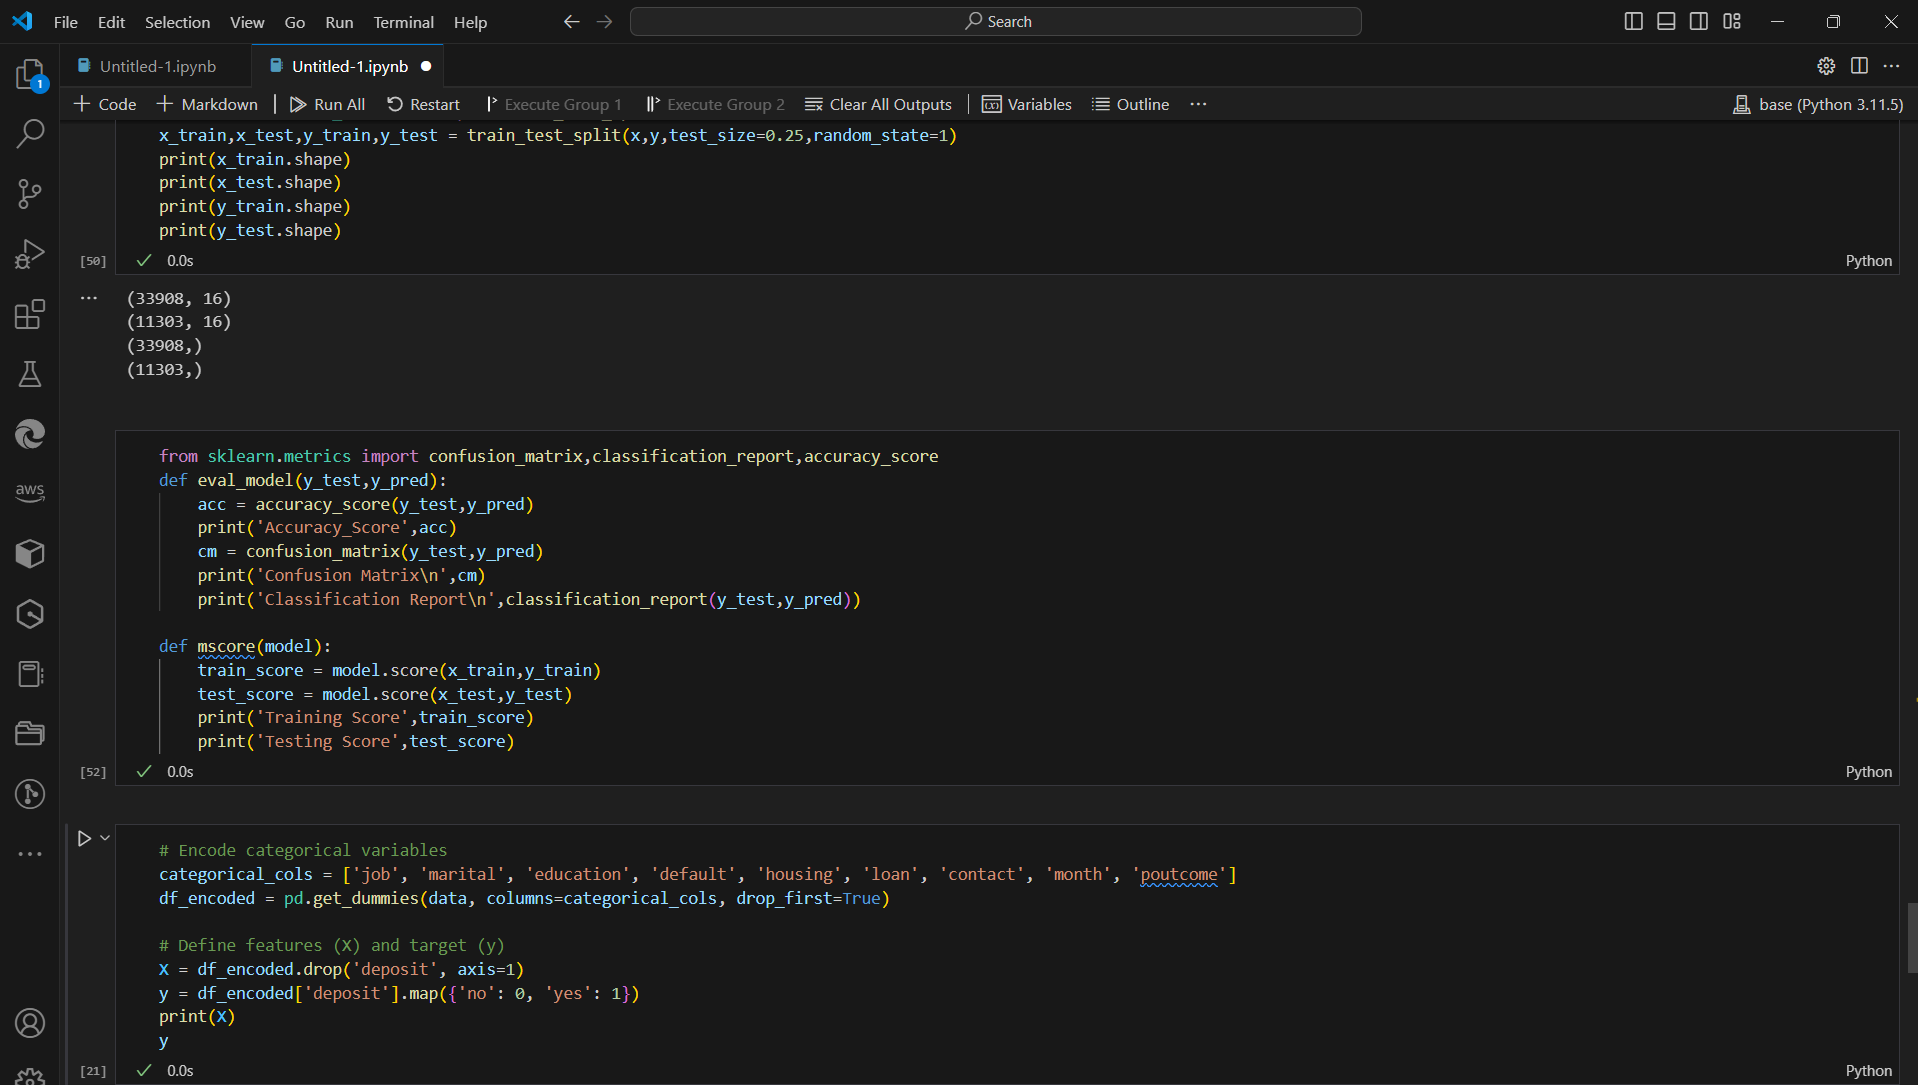 File Edit Selection View Go Run Terminal Help
Search
Untitled-1.ipynb
Untitled-1.ipynb
Code Markdown Run All Restart Execute Group 1 Execute Group 2 Clear All Outputs Variables Outline ... base (Python 3.11.5)
x_train,x_test,y_train,y_test = train_test_split(x,y,test_size=0.25,random_state=1)
print(x_train.shape)
print(x_test.shape)
print(y_train.shape)
print(y_test.shape)
[50] 0.0s Python
... (33908, 16)
(11303, 16)
(33908,)
(11303,)
from sklearn.metrics import confusion_matrix,classification_report,accuracy_score
def eval_model(y_test,y_pred):
    acc = accuracy_score(y_test,y_pred)
    print('Accuracy_Score',acc)
    cm = confusion_matrix(y_test,y_pred)
    print('Confusion Matrix\n',cm)
    print('Classification Report\n',classification_report(y_test,y_pred))
def mscore(model):
    train_score = model.score(x_train,y_train)
    test_score = model.score(x_test,y_test)
    print('Training Score',train_score)
    print('Testing Score',test_score)
[52] 0.0s Python
# Encode categorical variables
categorical_cols = ['job', 'marital', 'education', 'default', 'housing', 'loan', 'contact', 'month', 'poutcome']
df_encoded = pd.get_dummies(data, columns=categorical_cols, drop_first=True)
# Define features (X) and target (y)
X = df_encoded.drop('deposit', axis=1)
y = df_encoded['deposit'].map({'no': 0, 'yes': 1})
print(X)
y
[21] 0.0s Python
1
aws